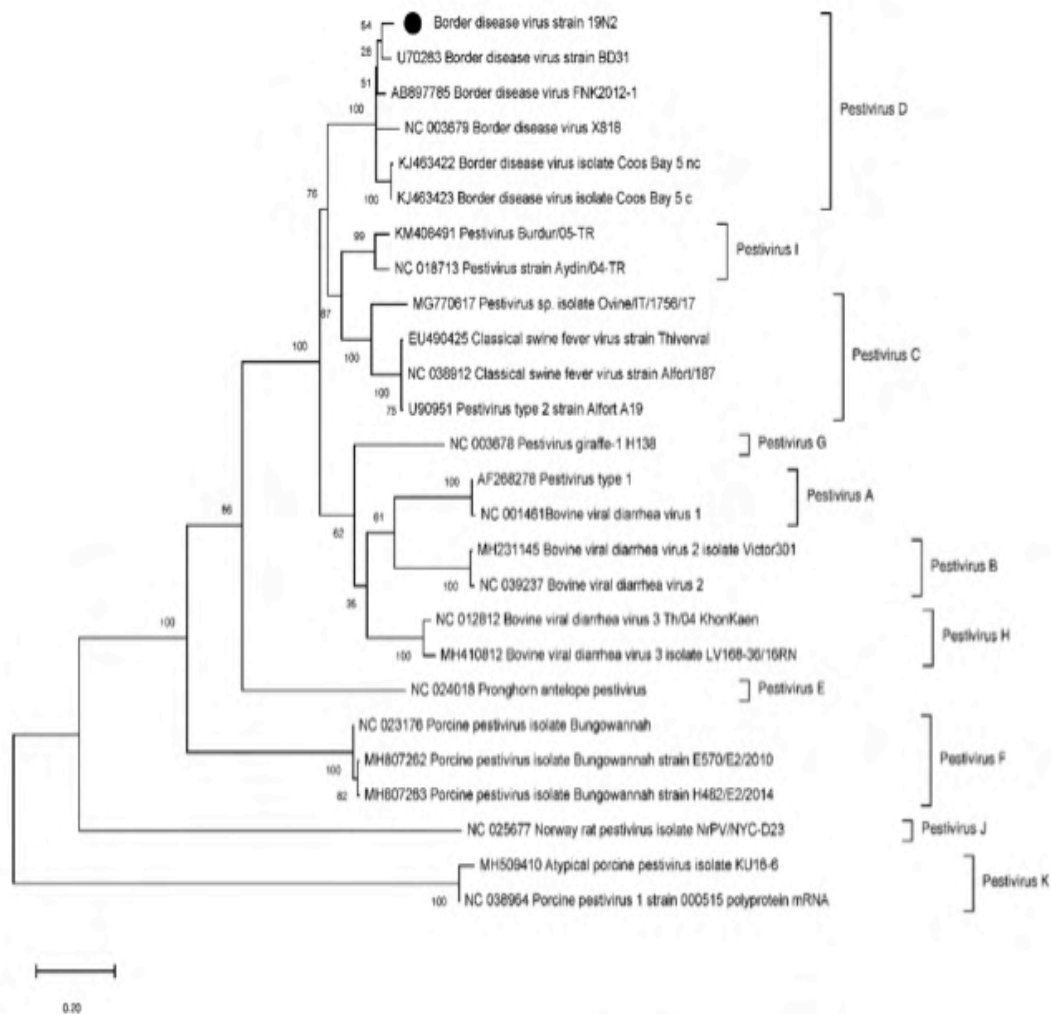 54
Border disease virus strain 19N2
28
U70263 Border disease virus strain BD31
51
AB897785 Border disease virus FNK2012-1
100
NC 003679 Border disease virus X818
Pestivirus D
KJ463422 Border disease virus isolate Coos Bay 5 nc
100
KJ463423 Border disease virus isolate Coos Bay 5 c
76
99
KM408491 Pestivirus Burdur/05-TR
NC 018713 Pestivirus strain Aydin/04-TR
Pestivirus I
67
MG770617 Pestivirus sp. isolate Ovine/IT/1756/17
100
EU490425 Classical swine fever virus strain Thiverval
100
NC 038912 Classical swine fever virus strain Alfort/187
Pestivirus C
100
75
U90951 Pestivirus type 2 strain Alfort A19
NC 003678 Pestivirus giraffe-1 H138
Pestivirus G
100
AF268278 Pestivirus type 1
NC 001461Bovine viral diarrhea virus 1
Pestivirus A
86
62
61
MH231145 Bovine viral diarrhea virus 2 isolate Victor301
100
NC 039237 Bovine viral diarrhea virus 2
Pestivirus B
36
NC 012812 Bovine viral diarrhea virus 3 Th/04 KhonKaen
100
MH410812 Bovine viral diarrhea virus 3 isolate LV168-36/16RN
Pestivirus H
100
NC 024018 Pronghorn antelope pestivirus
Pestivirus E
NC 023176 Porcine pestivirus isolate Bungowannah
100
MH807262 Porcine pestivirus isolate Bungowannah strain E570/E2/2010
Pestivirus F
62
MH807263 Porcine pestivirus isolate Bungowannah strain H482/E2/2014
NC 025677 Norway rat pestivirus isolate NrPV/NYC-D23
Pestivirus J
MH509410 Atypical porcine pestivirus isolate KU16-6
100
NC 038964 Porcine pestivirus 1 strain 000515 polyprotein mRNA
Pestivirus K
0.20